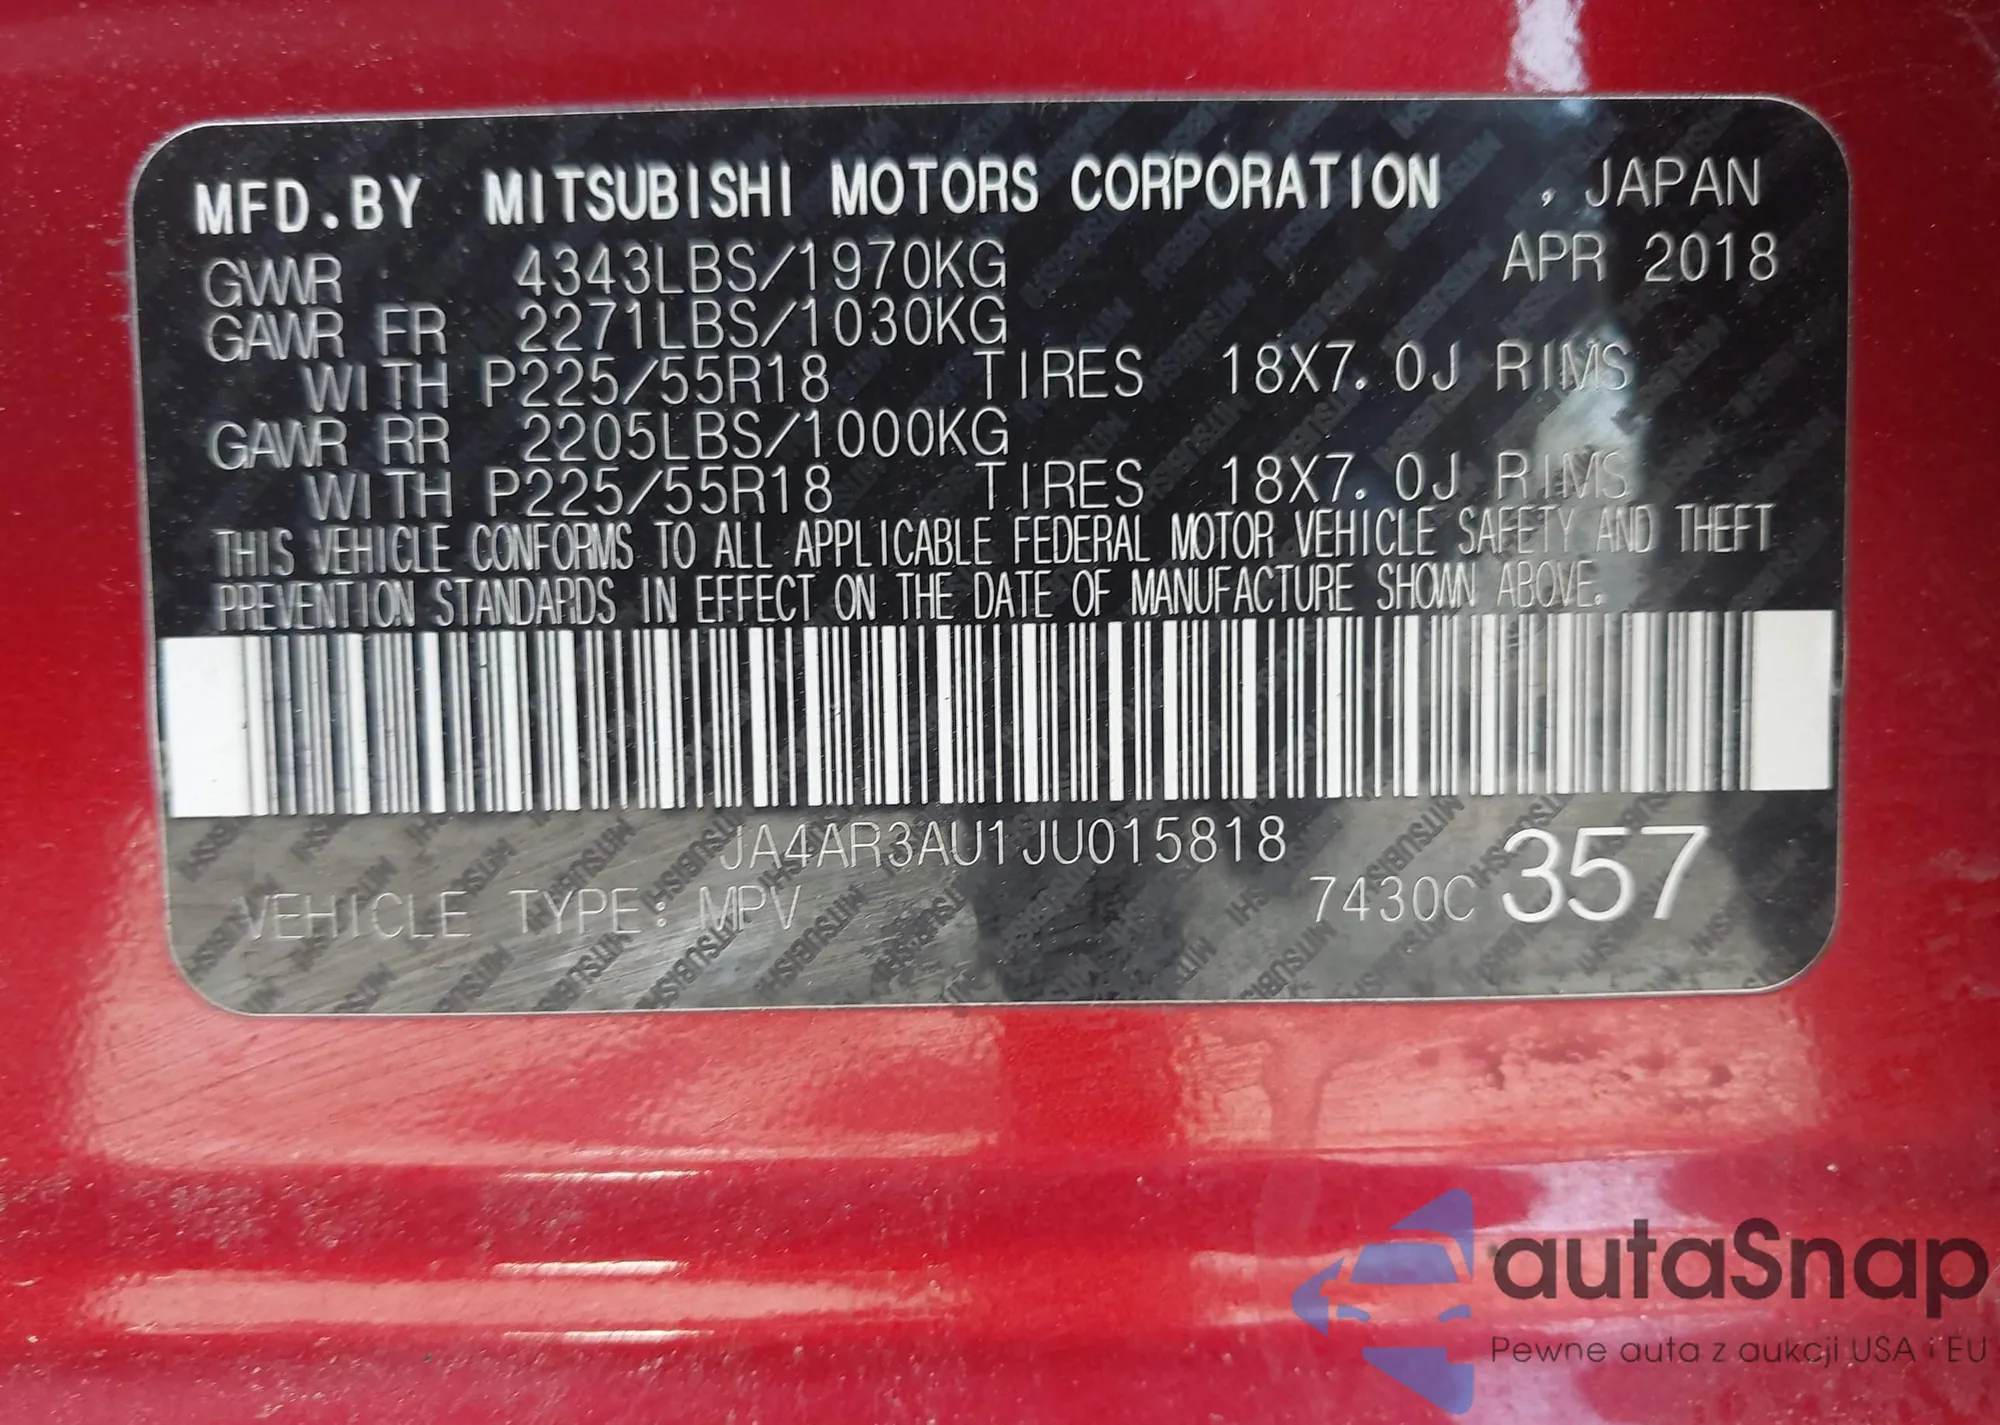 MFD.BY MITSUBISHI MOTORS CORPORATION , JAPAN
GVWR 4343LBS/1970KG APR 2018
GAWR FR 2271LBS/1030KG
WITH P225/55R18 TIRES 18X7.0J RIMS
GAWR RR 2205LBS/1000KG
WITH P225/55R18 TIRES 18X7.0J RIMS
THIS VEHICLE CONFORMS TO ALL APPLICABLE FEDERAL MOTOR VEHICLE SAFETY AND THEFT
PREVENTION STANDARDS IN EFFECT ON THE DATE OF MANUFACTURE SHOWN ABOVE.
JA4AR3AU1JU015818
VEHICLE TYPE: MPV 7430C 357
autaSnap
Pewne auta z aukcji USA i EU